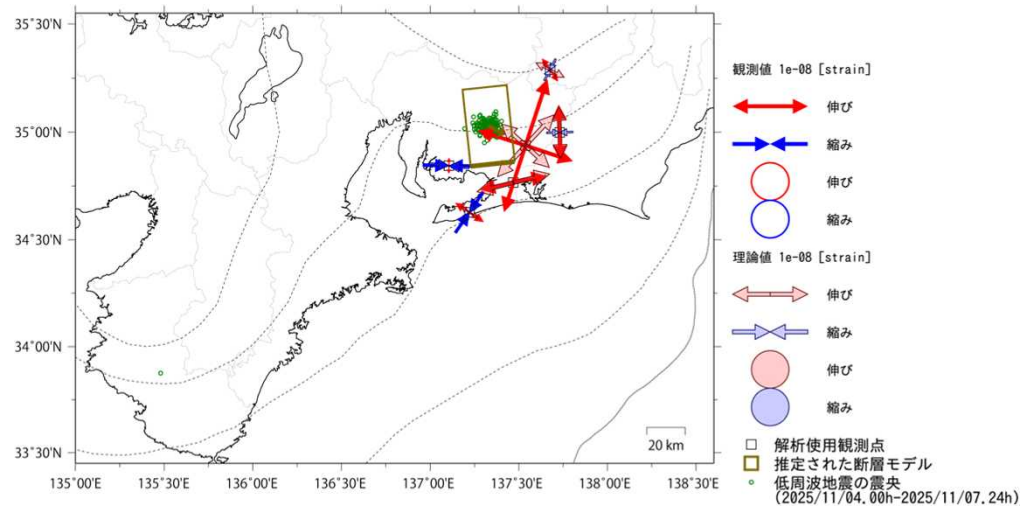 35°30'N
35°00'N
34°30'N
34°00'N
33°30'N
135°00'E 135°30'E 136°00'E 136°30'E 137°00'E 137°30'E 138°00'E 138°30'E
20 km
観測値 1e-08 [strain]
伸び
縮み
伸び
縮み
理論値 1e-08 [strain]
伸び
縮み
伸び
縮み
解析使用観測点
推定された断層モデル
低周波地震の震央
(2025/11/04.00h-2025/11/07.24h)